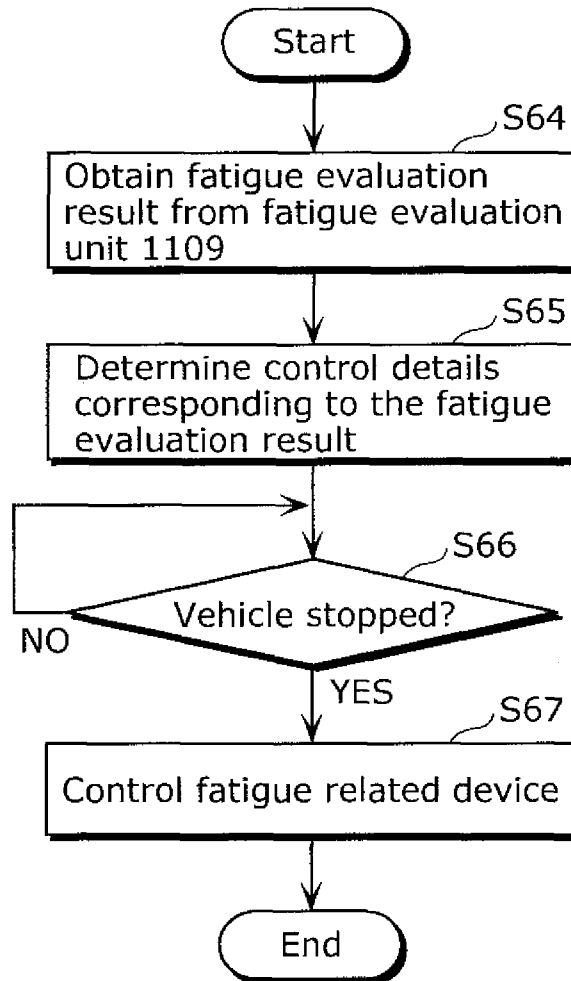 Start
S64
Obtain fatigue evaluation
result from fatigue evaluation
unit 1109
S65
Determine control details
corresponding to the fatigue
evaluation result
S66
Vehicle stopped?
NO
YES
S67
Control fatigue related device
End